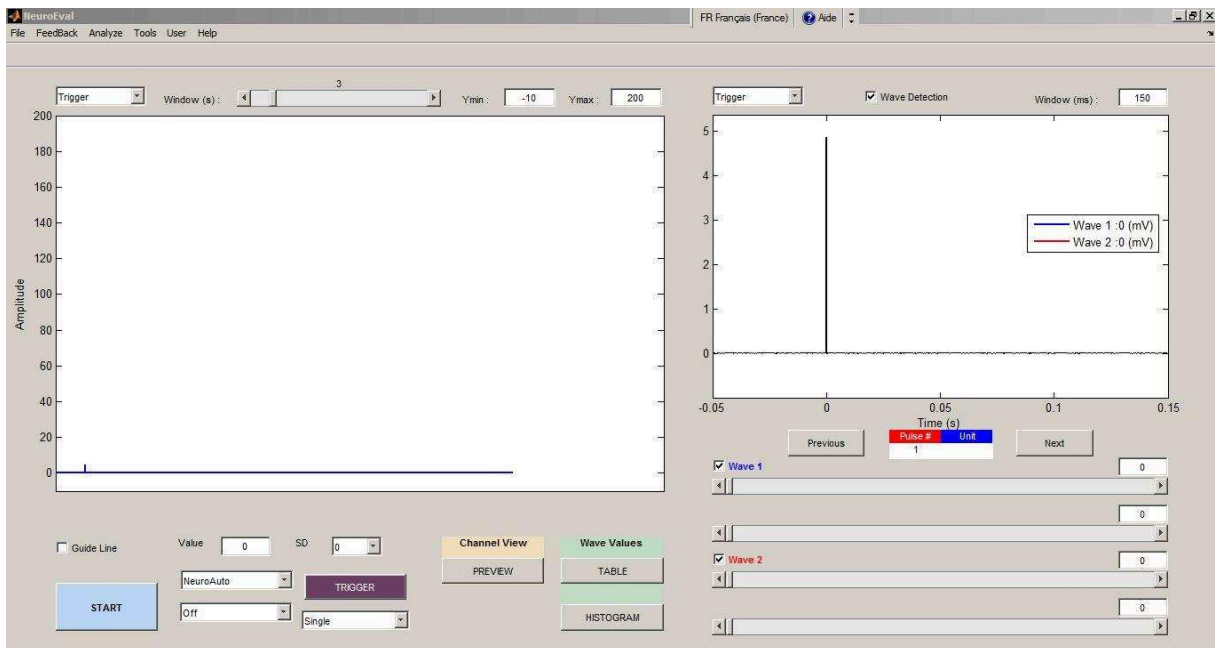 NeuroEval
FR Français (France) Aide
File FeedBack Analyze Tools User Help
Trigger Window (s) : 3 Ymin : -10 Ymax : 200
200
180
160
140
120
100
80
60
40
20
0
Amplitude
Trigger Wave Detection Window (ms) : 150
5
4
3
2
1
0
Wave 1 :0 (mV)
Wave 2 :0 (mV)
-0.05 0 0.05 0.1 0.15
Time (s)
Previous Pulse # Unit Next
1
Wave 1 0
0
Wave 2 0
0
Guide Line Value 0 SD 0
Channel View Wave Values
NeuroAuto TRIGGER PREVIEW TABLE
START
Off Single HISTOGRAM